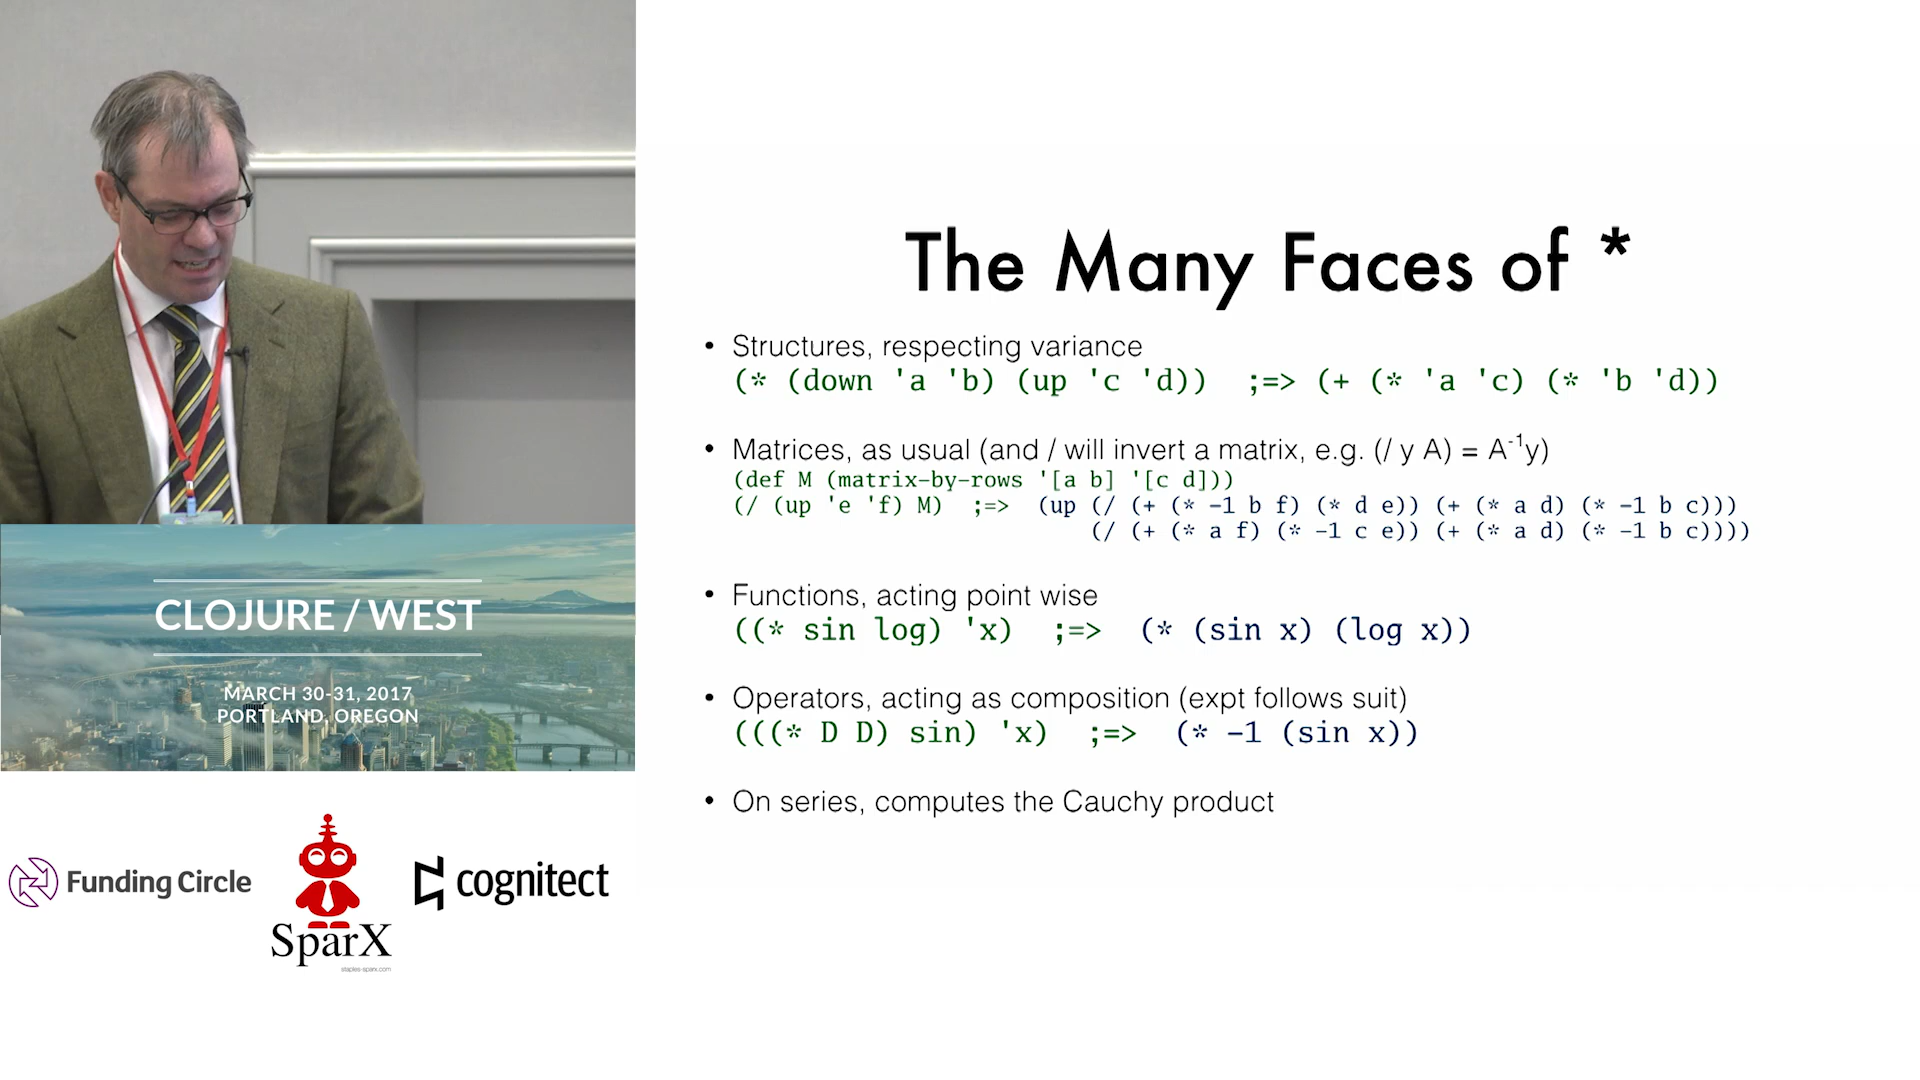 The Many Faces of *
• Structures, respecting variance
(* (down 'a 'b) (up 'c 'd))  ;=> (+ (* 'a 'c) (* 'b 'd))
• Matrices, as usual (and / will invert a matrix, e.g. (/ y A) = A⁻¹y)
(def M (matrix-by-rows '[a b] '[c d]))
(/ (up 'e 'f) M)  ;=>  (up (/ (+ (* -1 b f) (* d e)) (+ (* a d) (* -1 b c)))
(/ (+ (* a f) (* -1 c e)) (+ (* a d) (* -1 b c))))
• Functions, acting point wise
((* sin log) 'x)  ;=>  (* (sin x) (log x))
• Operators, acting as composition (expt follows suit)
(((* D D) sin) 'x)  ;=>  (* -1 (sin x))
• On series, computes the Cauchy product
CLOJURE / WEST
MARCH 30-31, 2017
PORTLAND, OREGON
Funding Circle
SparX
staples-sparx.com
cognitect